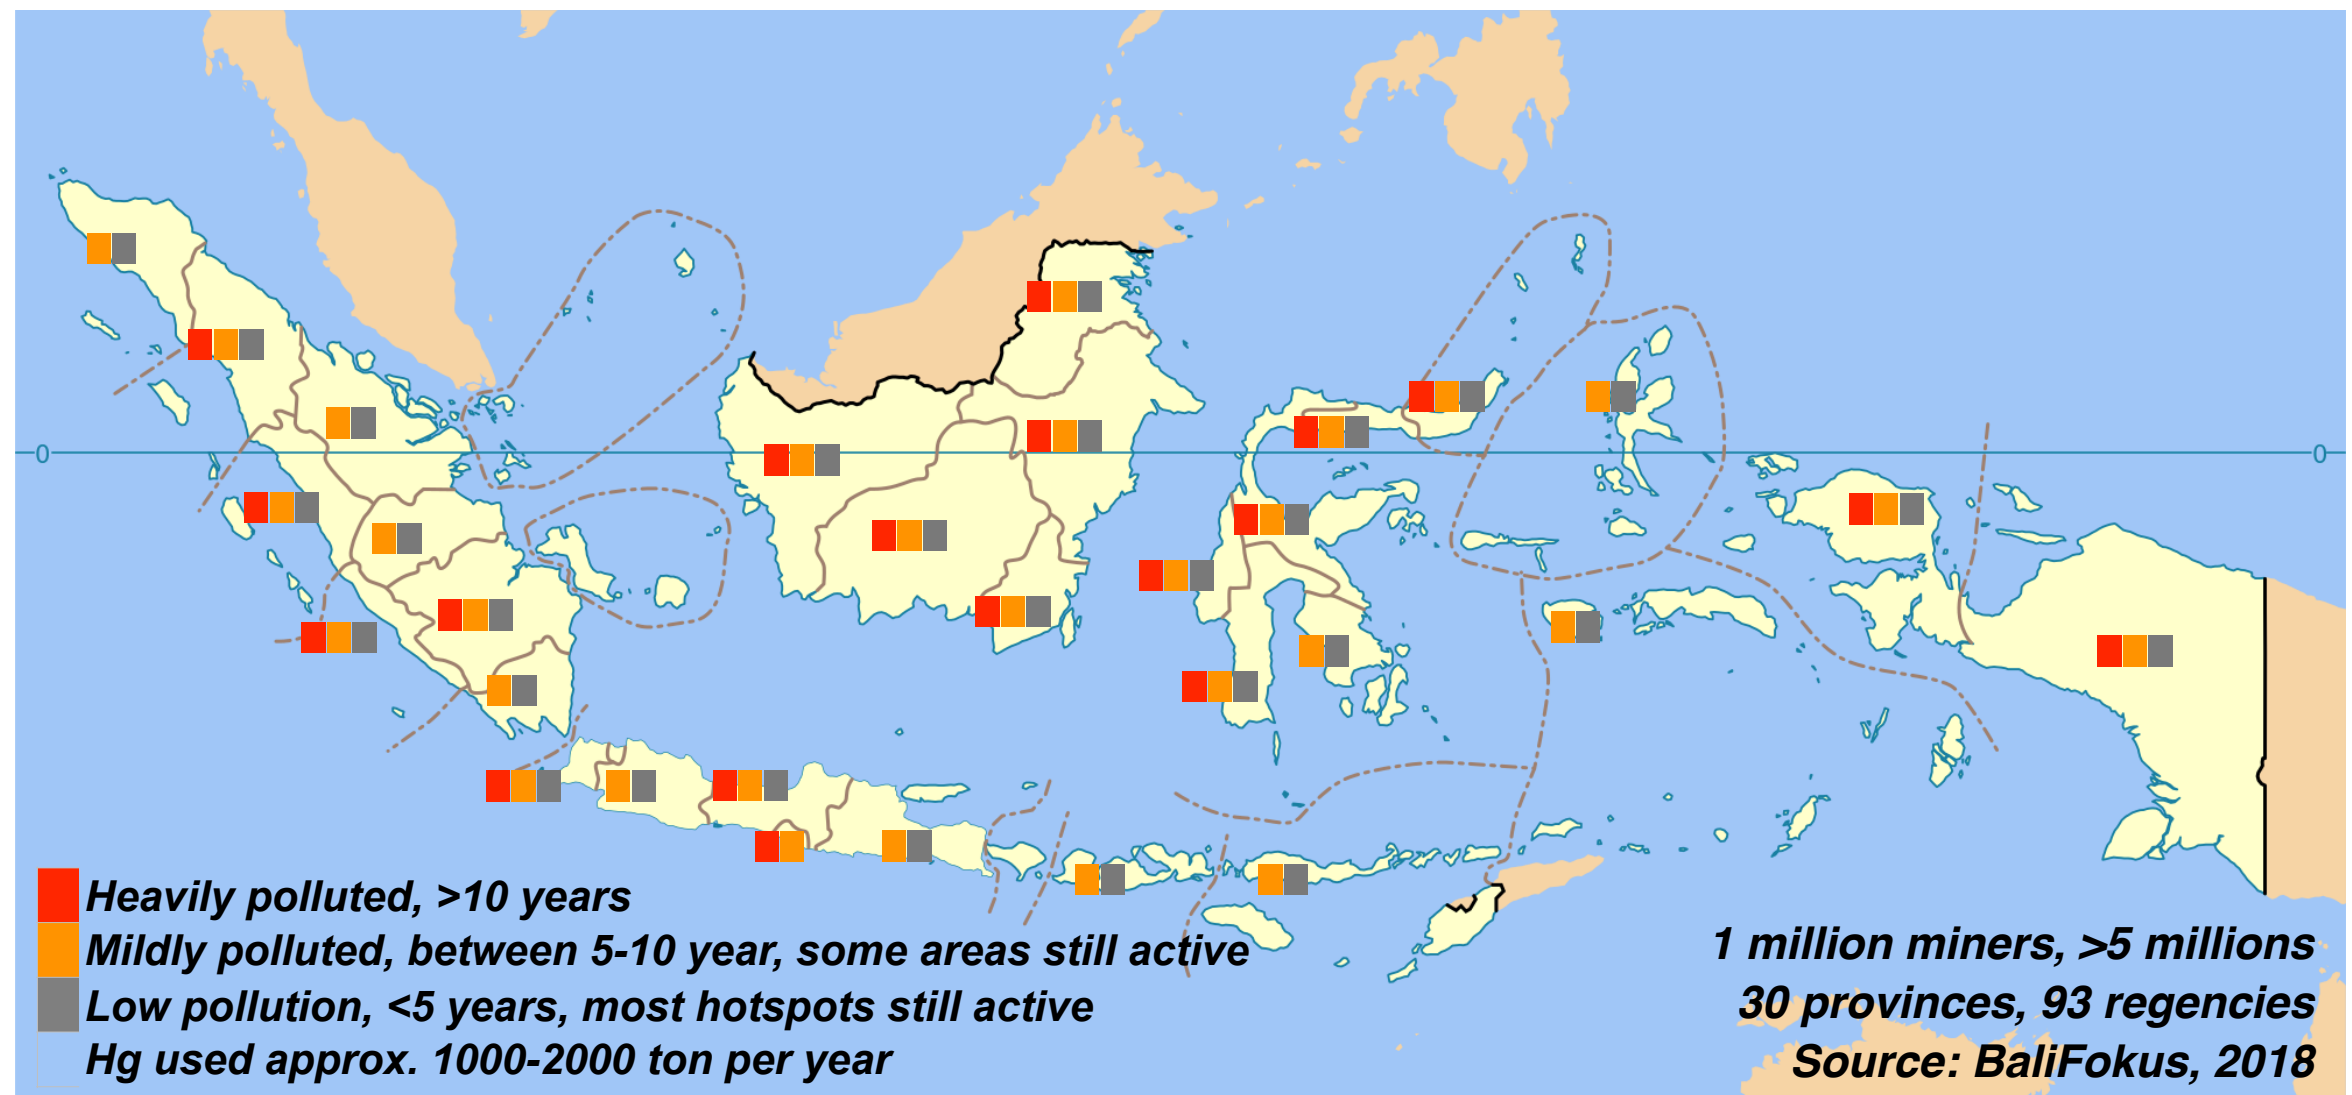 0
0
Heavily polluted, >10 years
Mildly polluted, between 5-10 year, some areas still active
Low pollution, <5 years, most hotspots still active
Hg used approx. 1000-2000 ton per year
1 million miners, >5 millions
30 provinces, 93 regencies
Source: BaliFokus, 2018